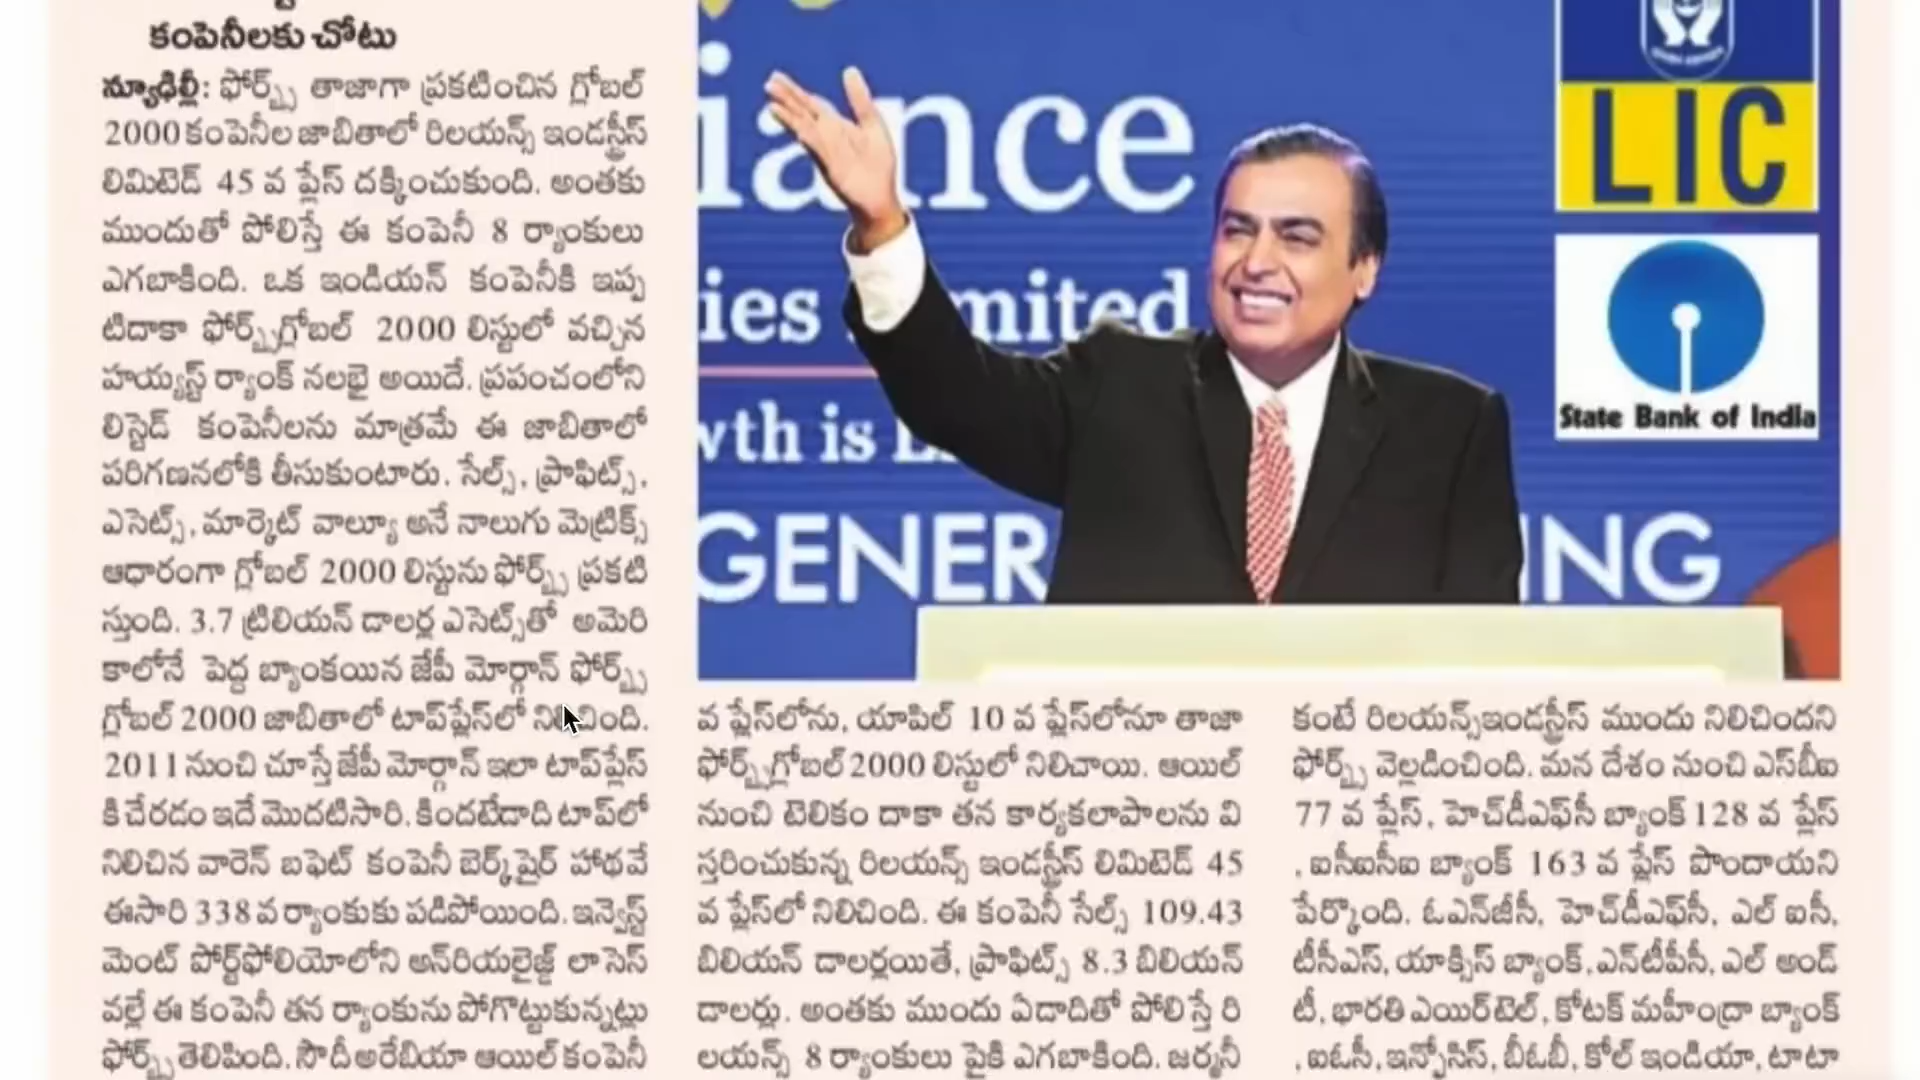 కంపెనీలకు చోటు
న్యూఢిల్లీ: ఫోర్బ్స్ తాజాగా ప్రకటించిన గ్లోబల్
2000 కంపెనీల జాబితాలో రిలయన్స్ ఇండస్ట్రీస్
లిమిటెడ్ 45 వ ప్లేస్ దక్కించుకుంది. అంతకు
ముందుతో పోలిస్తే ఈ కంపెనీ 8 ర్యాంకులు
ఎగబాకింది. ఒక ఇండియన్ కంపెనీకి ఇప్ప
టిదాకా ఫోర్బ్స్‌గ్లోబల్ 2000 లిస్టులో వచ్చిన
హయ్యస్ట్ ర్యాంక్ నలభై అయిదే. ప్రపంచంలోని
లిస్టెడ్ కంపెనీలను మాత్రమే ఈ జాబితాలో
పరిగణనలోకి తీసుకుంటారు. సేల్స్, ప్రాఫిట్స్,
ఎసెట్స్, మార్కెట్ వాల్యూ అనే నాలుగు మెట్రిక్స్
ఆధారంగా గ్లోబల్ 2000 లిస్టును ఫోర్బ్స్ ప్రకటి
స్తుంది. 3.7 ట్రిలియన్ డాలర్ల ఎసెట్స్‌తో అమెరి
కాలోనే పెద్ద బ్యాంకయిన జేపీ మోర్గాన్ ఫోర్బ్స్
గ్లోబల్ 2000 జాబితాలో టాప్‌ప్లేస్‌లో నిలిచింది.
2011 నుంచి చూస్తే జేపీ మోర్గాన్ ఇలా టాప్‌ప్లేస్
కి చేరడం ఇదే మొదటిసారి. కిందటేడాది టాప్‌లో
నిలిచిన వారెన్ బఫెట్ కంపెనీ బెర్క్‌షైర్ హాథవే
ఈసారి 338 వ ర్యాంకుకు పడిపోయింది. ఇన్వెస్ట్
మెంట్ పోర్ట్‌ఫోలియోలోని అన్‌రియలైజ్డ్ లాసెస్
వల్లే ఈ కంపెనీ తన ర్యాంకును పోగొట్టుకున్నట్లు
ఫోర్బ్స్ తెలిపింది. సౌదీ అరేబియా ఆయిల్ కంపెనీ
iance
ies Limited
wth is
GENER
ING
LIC
State Bank of India
వ ప్లేస్‌లోను, యాపిల్ 10 వ ప్లేస్‌లోనూ తాజా
ఫోర్బ్స్‌గ్లోబల్ 2000 లిస్టులో నిలిచాయి. ఆయిల్
నుంచి టెలికం దాకా తన కార్యకలాపాలను వి
స్తరించుకున్న రిలయన్స్ ఇండస్ట్రీస్ లిమిటెడ్ 45
వ ప్లేస్‌లో నిలిచింది. ఈ కంపెనీ సేల్స్ 109.43
బిలియన్ డాలర్లయితే, ప్రాఫిట్స్ 8.3 బిలియన్
డాలర్లు. అంతకు ముందు ఏడాదితో పోలిస్తే రి
లయన్స్ 8 ర్యాంకులు పైకి ఎగబాకింది. జర్మనీ
కంటే రిలయన్స్‌ఇండస్ట్రీస్ ముందు నిలిచిందని
ఫోర్బ్స్ వెల్లడించింది. మన దేశం నుంచి ఎస్‌బీఐ
77 వ ప్లేస్, హెచ్‌డీఎఫ్‌సీ బ్యాంక్ 128 వ ప్లేస్
, ఐసీఐసీఐ బ్యాంక్ 163 వ ప్లేస్ పొందాయని
పేర్కొంది. ఓఎన్‌జీసీ, హెచ్‌డీఎఫ్‌సీ, ఎల్ ఐసీ,
టీసీఎస్, యాక్సిస్ బ్యాంక్, ఎన్‌టీపీసీ, ఎల్ అండ్
టీ, భారతి ఎయిర్‌టెల్, కోటక్ మహీంద్రా బ్యాంక్
, ఐఓసీ, ఇన్ఫోసిస్, బీఓబీ, కోల్ ఇండియా, టాటా